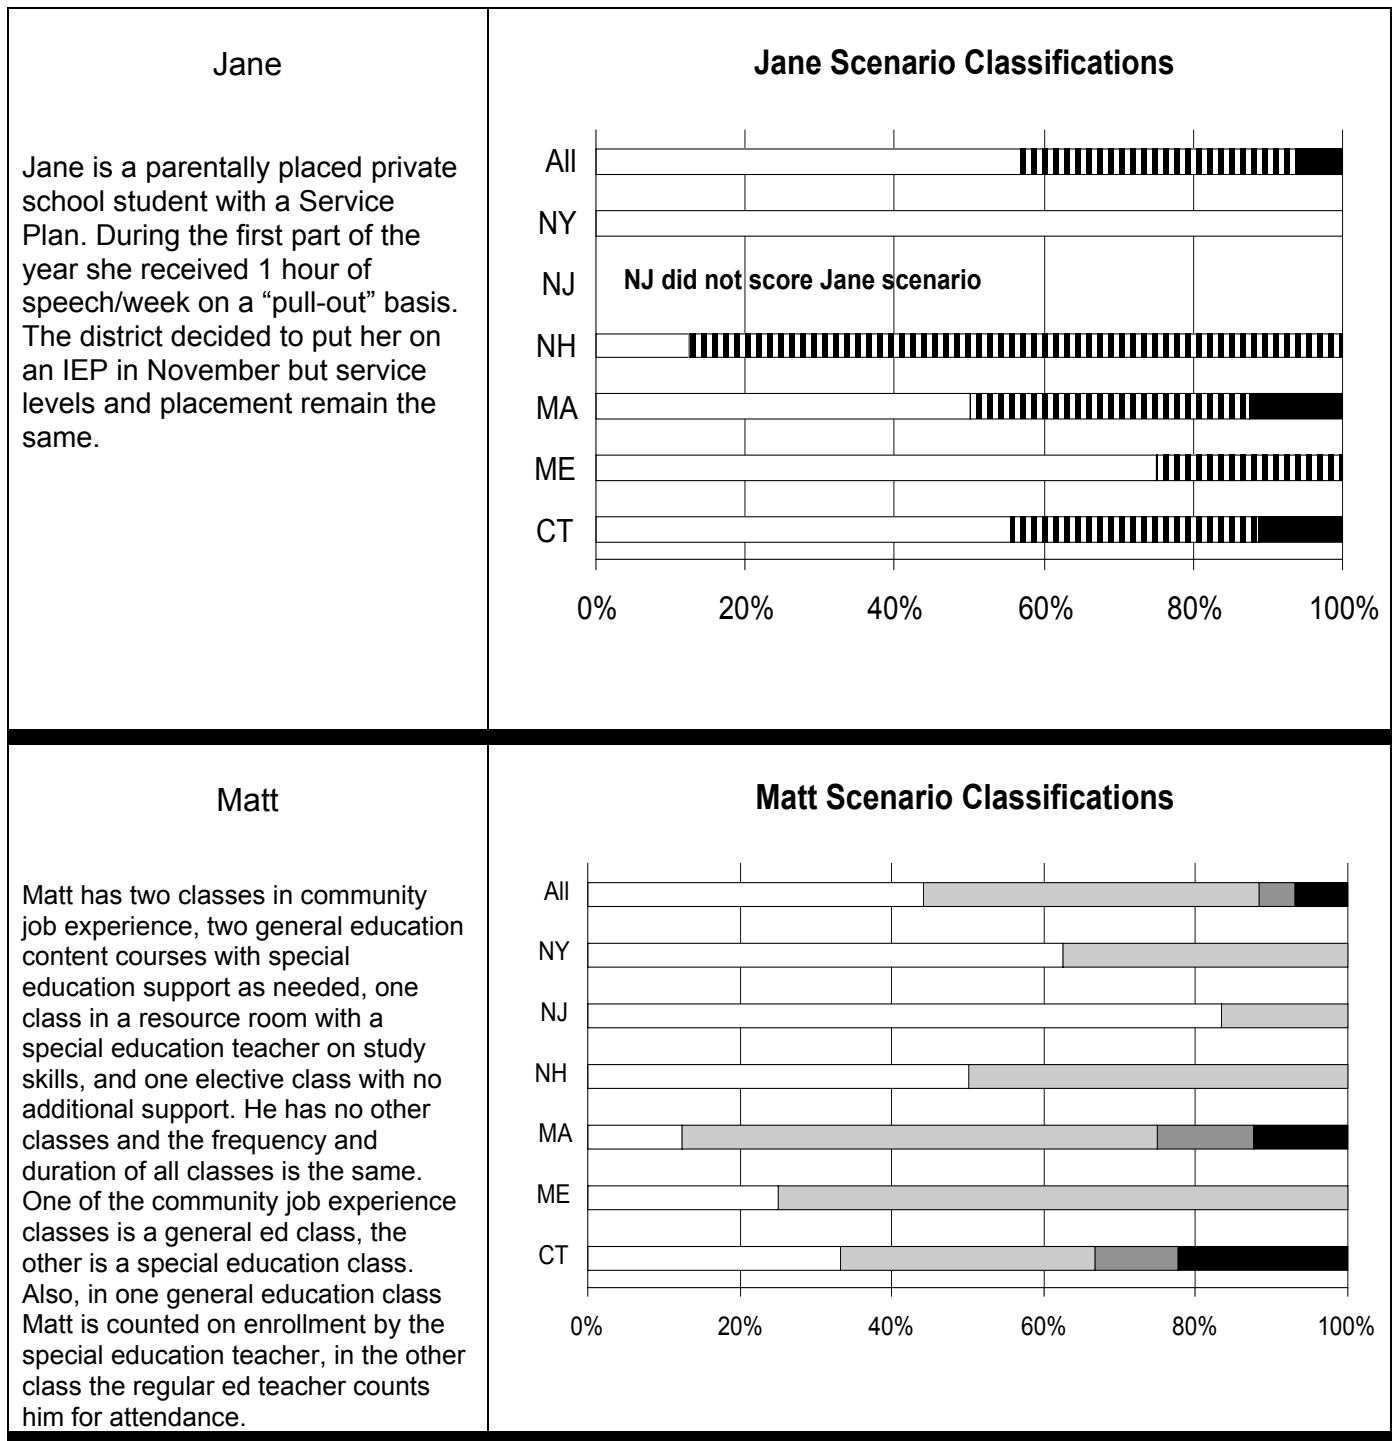 Jane
Jane is a parentally placed private
school student with a Service
Plan. During the first part of the
year she received 1 hour of
speech/week on a “pull-out” basis.
The district decided to put her on
an IEP in November but service
levels and placement remain the
same.
Jane Scenario Classifications
All
NY
NJ
NJ did not score Jane scenario
NH
MA
ME
CT
0% 20% 40% 60% 80% 100%
Matt
Matt has two classes in community
job experience, two general education
content courses with special
education support as needed, one
class in a resource room with a
special education teacher on study
skills, and one elective class with no
additional support. He has no other
classes and the frequency and
duration of all classes is the same.
One of the community job experience
classes is a general ed class, the
other is a special education class.
Also, in one general education class
Matt is counted on enrollment by the
special education teacher, in the other
class the regular ed teacher counts
him for attendance.
Matt Scenario Classifications
All
NY
NJ
NH
MA
ME
CT
0% 20% 40% 60% 80% 100%